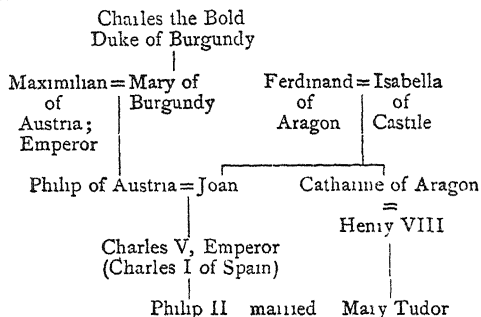 Charles the Bold
Duke of Burgundy
Maximilian = Mary of
of Burgundy
Austria;
Emperor
Ferdinand = Isabella
of of
Aragon Castile
Philip of Austria = Joan
Catharine of Aragon
=
Henry VIII
Charles V, Emperor
(Charles I of Spain)
Philip II married Mary Tudor